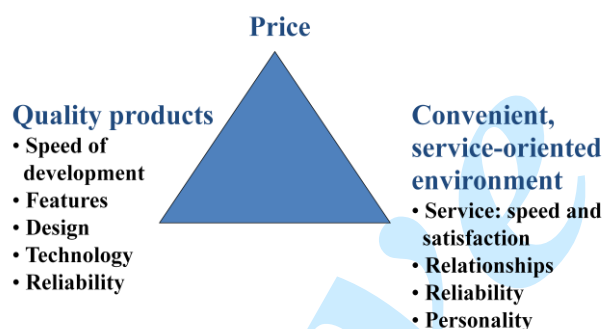 Price
Quality products
• Speed of
development
• Features
• Design
• Technology
• Reliability
Convenient,
service-oriented
environment
• Service: speed and
satisfaction
• Relationships
• Reliability
• Personality